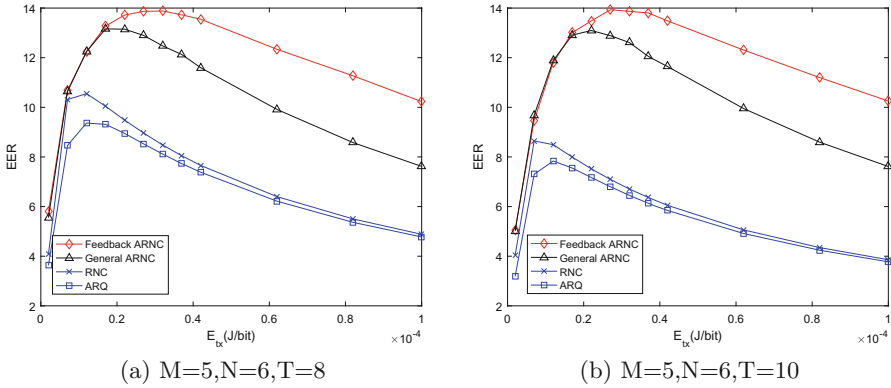 14
12
10
8
6
4
2
EER
Feedback ARNC
General ARNC
RNC
ARQ
0 0.2 0.4 0.6 0.8 1
E_tx(J/bit)
×10^-4
(a) M=5,N=6,T=8
14
12
10
8
6
4
2
EER
Feedback ARNC
General ARNC
RNC
ARQ
0 0.2 0.4 0.6 0.8 1
E_tx(J/bit)
×10^-4
(b) M=5,N=6,T=10